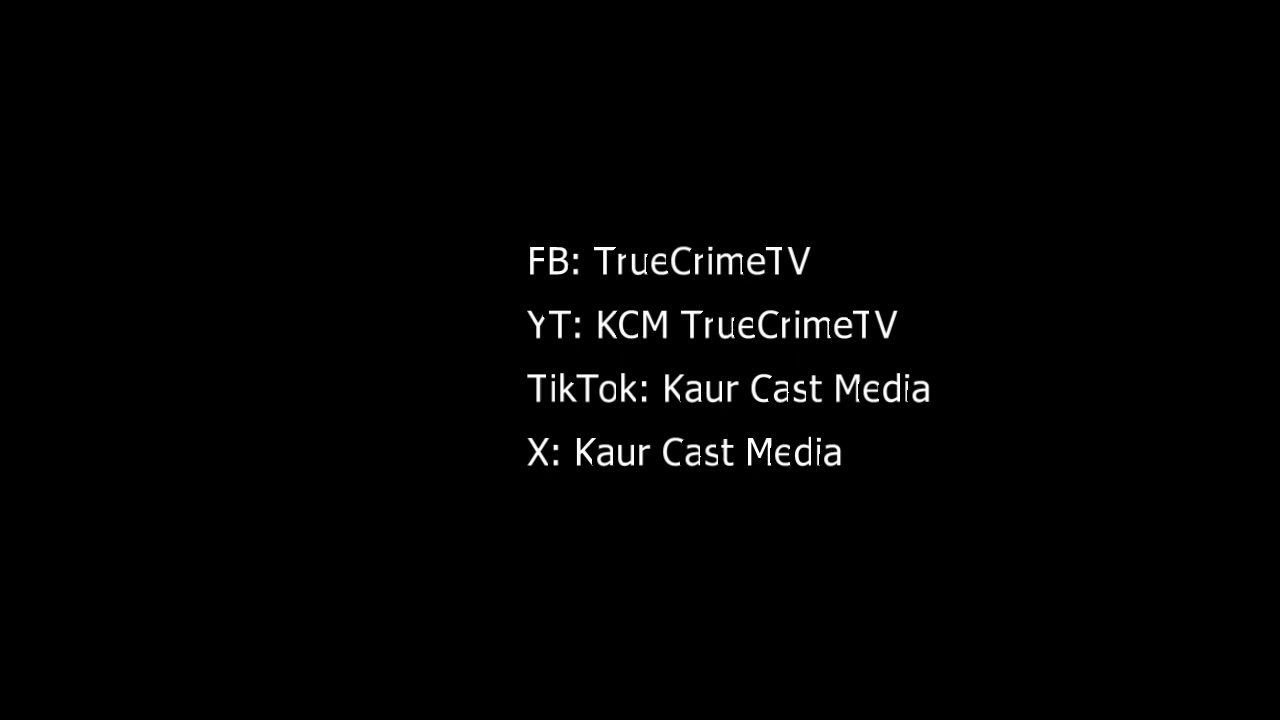 FB: TrueCrimeTV
YT: KCM TrueCrimeTV
TikTok: Kaur Cast Media
X: Kaur Cast Media